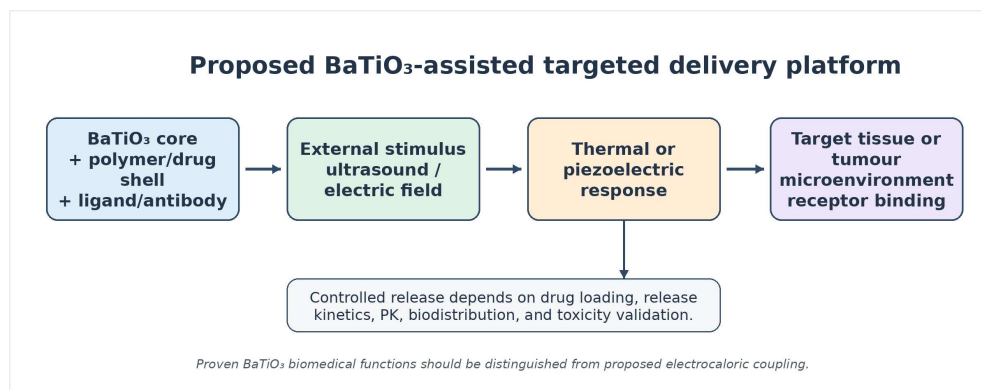 Proposed BaTiO₃-assisted targeted delivery platform
BaTiO₃ core
+ polymer/drug
shell
+ ligand/antibody
External stimulus
ultrasound /
electric field
Thermal or
piezoelectric
response
Target tissue or
tumour
microenvironment
receptor binding
Controlled release depends on drug loading, release
kinetics, PK, biodistribution, and toxicity validation.
Proven BaTiO₃ biomedical functions should be distinguished from proposed electrocaloric coupling.